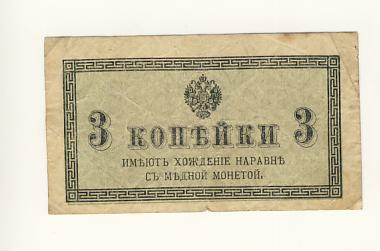 3 КОПѢЙКИ 3
ИМѢЮТЪ ХОЖДЕНІЕ НАРАВНѢ
СЪ МѢДНОЙ МОНЕТОЙ.